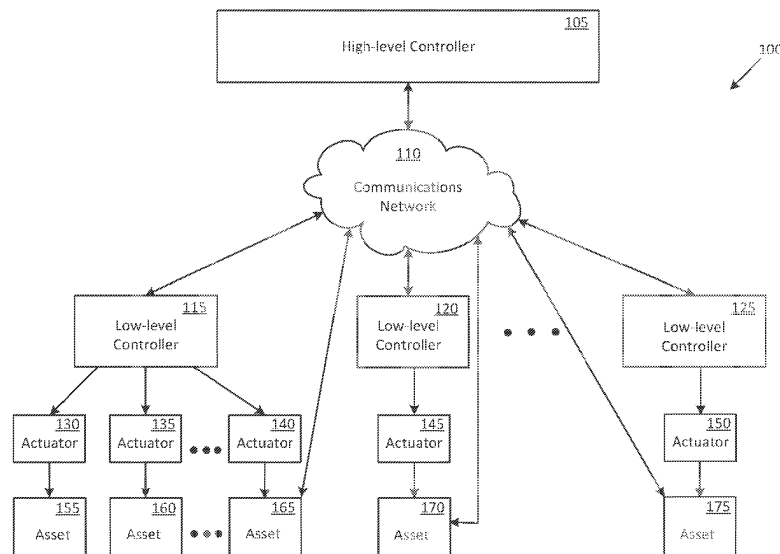 105
High-level Controller
100
110
Communications
Network
115
Low-level
Controller
120
Low-level
Controller
125
Low-level
Controller
130
Actuator
135
Actuator
140
Actuator
145
Actuator
150
Actuator
155
Asset
160
Asset
165
Asset
170
Asset
175
Asset